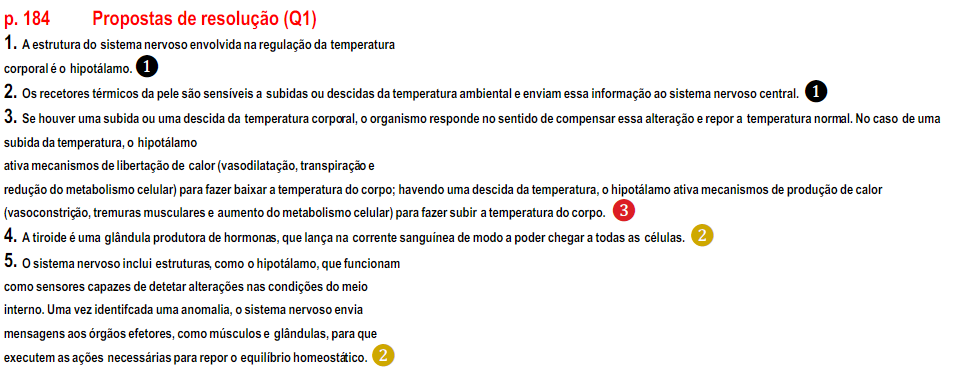 p. 184 Propostas de resolução (Q1)
1. A estrutura do sistema nervoso envolvida na regulação da temperatura
corporal é o hipotálamo. 1
2. Os recetores térmicos da pele são sensíveis a subidas ou descidas da temperatura ambiental e enviam essa informação ao sistema nervoso central. 1
3. Se houver uma subida ou uma descida da temperatura corporal, o organismo responde no sentido de compensar essa alteração e repor a temperatura normal. No caso de uma
subida da temperatura, o hipotálamo
ativa mecanismos de libertação de calor (vasodilatação, transpiração e
redução do metabolismo celular) para fazer baixar a temperatura do corpo; havendo uma descida da temperatura, o hipotálamo ativa mecanismos de produção de calor
(vasoconstrição, tremuras musculares e aumento do metabolismo celular) para fazer subir a temperatura do corpo. 3
4. A tiroide é uma glândula produtora de hormonas, que lança na corrente sanguínea de modo a poder chegar a todas as células. 2
5. O sistema nervoso inclui estruturas, como o hipotálamo, que funcionam
como sensores capazes de detetar alterações nas condições do meio
interno. Uma vez identifcada uma anomalia, o sistema nervoso envia
mensagens aos órgãos efetores, como músculos e glândulas, para que
executem as ações necessárias para repor o equilíbrio homeostático. 2